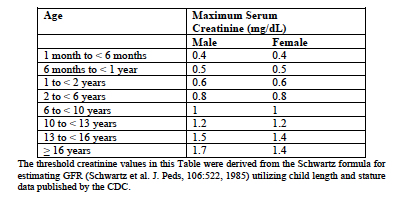 Age Maximum Serum
Creatinine (mg/dL)
Male Female
1 month to < 6 months 0.4 0.4
6 months to < 1 year 0.5 0.5
1 to < 2 years 0.6 0.6
2 to < 6 years 0.8 0.8
6 to < 10 years 1 1
10 to < 13 years 1.2 1.2
13 to < 16 years 1.5 1.4
≥ 16 years 1.7 1.4
The threshold creatinine values in this Table were derived from the Schwartz formula for
estimating GFR (Schwartz et al. J. Peds, 106:522, 1985) utilizing child length and stature
data published by the CDC.